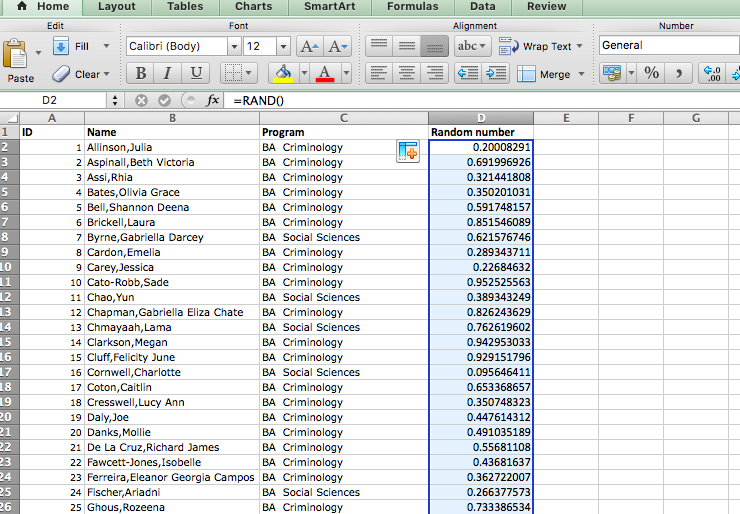 Home Layout Tables Charts SmartArt Formulas Data Review
Edit Font Alignment Number
Fill Calibri (Body) 12 A A abc Wrap Text General
Paste Clear B I U A Merge % , .0 .00
D2 fx =RAND()
A B C D E F G
1 ID Name Program Random number
2 1 Allinson,Julia BA Criminology 0.20008291
3 2 Aspinall,Beth Victoria BA Criminology 0.691996926
4 3 Assi,Rhia BA Criminology 0.321441808
5 4 Bates,Olivia Grace BA Criminology 0.350201031
6 5 Bell,Shannon Deena BA Criminology 0.591748157
7 6 Brickell,Laura BA Criminology 0.851546089
8 7 Byrne,Gabriella Darcey BA Social Sciences 0.621576746
9 8 Cardon,Emelia BA Criminology 0.289343711
10 9 Carey,Jessica BA Criminology 0.22684632
11 10 Cato-Robb,Sade BA Criminology 0.952525563
12 11 Chao,Yun BA Social Sciences 0.389343249
13 12 Chapman,Gabriella Eliza Chate BA Criminology 0.826243629
14 13 Chmayaah,Lama BA Social Sciences 0.762619602
15 14 Clarkson,Megan BA Criminology 0.942953033
16 15 Cluff,Felicity June BA Criminology 0.929151796
17 16 Cornwell,Charlotte BA Social Sciences 0.095646411
18 17 Coton,Caitlin BA Criminology 0.653368657
19 18 Cresswell,Lucy Ann BA Criminology 0.350748323
20 19 Daly,Joe BA Criminology 0.447614312
21 20 Danks,Mollie BA Criminology 0.491035189
22 21 De La Cruz,Richard James BA Criminology 0.55681108
23 22 Fawcett-Jones,Isobelle BA Criminology 0.43681637
24 23 Ferreira,Eleanor Georgia Campos BA Criminology 0.362722007
25 24 Fischer,Ariadni BA Social Sciences 0.266377573
26 25 Ghous,Rozeena BA Criminology 0.733386534